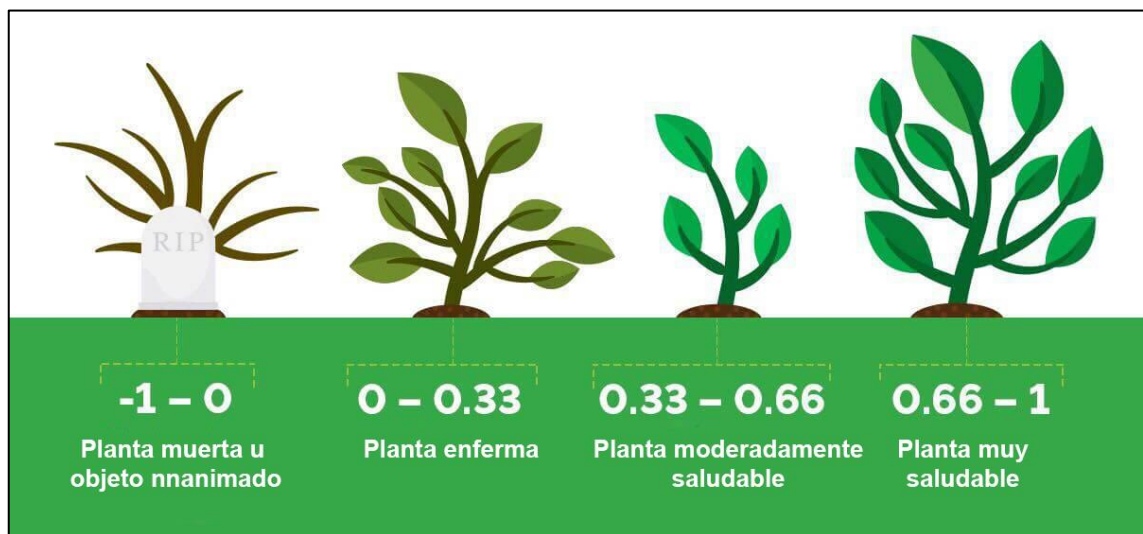 RIP
-1 – 0
0 – 0.33
0.33 – 0.66
0.66 – 1
Planta muerta u
objeto nnanimado
Planta enferma
Planta moderadamente
saludable
Planta muy
saludable